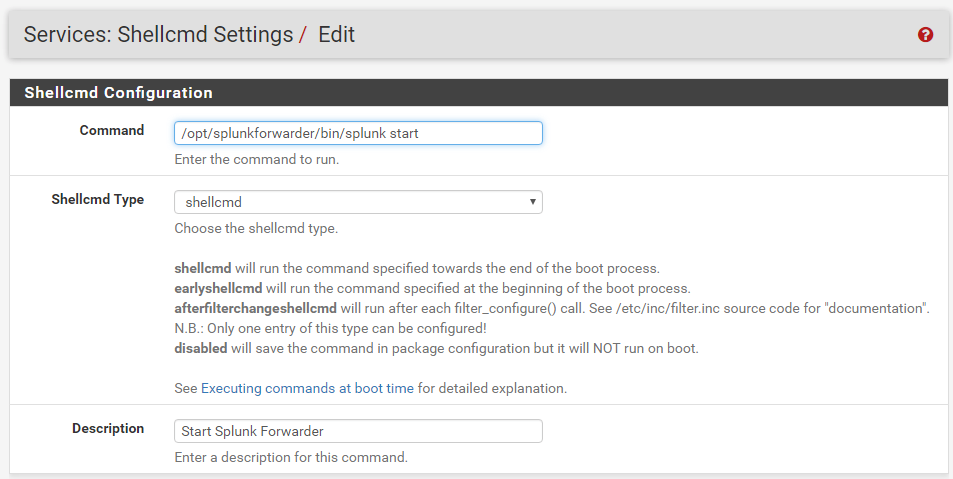 Services: Shellcmd Settings / Edit
Shellcmd Configuration
Command
/opt/splunkforwarder/bin/splunk start
Enter the command to run.
Shellcmd Type
shellcmd
Choose the shellcmd type.
shellcmd will run the command specified towards the end of the boot process.
earlyshellcmd will run the command specified at the beginning of the boot process.
afterfilterchangeshellcmd will run after each filter_configure() call. See /etc/inc/filter.inc source code for "documentation".
N.B.: Only one entry of this type can be configured!
disabled will save the command in package configuration but it will NOT run on boot.
See Executing commands at boot time for detailed explanation.
Description
Start Splunk Forwarder
Enter a description for this command.